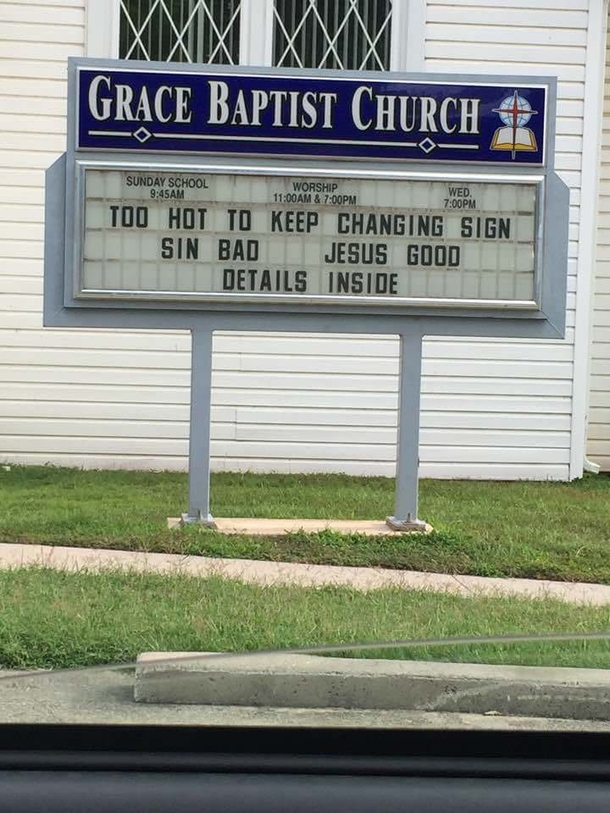 GRACE BAPTIST CHURCH
SUNDAY SCHOOL WORSHIP WED.
9:45AM 11:00AM & 7:00PM 7:00PM
TOO HOT TO KEEP CHANGING SIGN
SIN BAD JESUS GOOD
DETAILS INSIDE